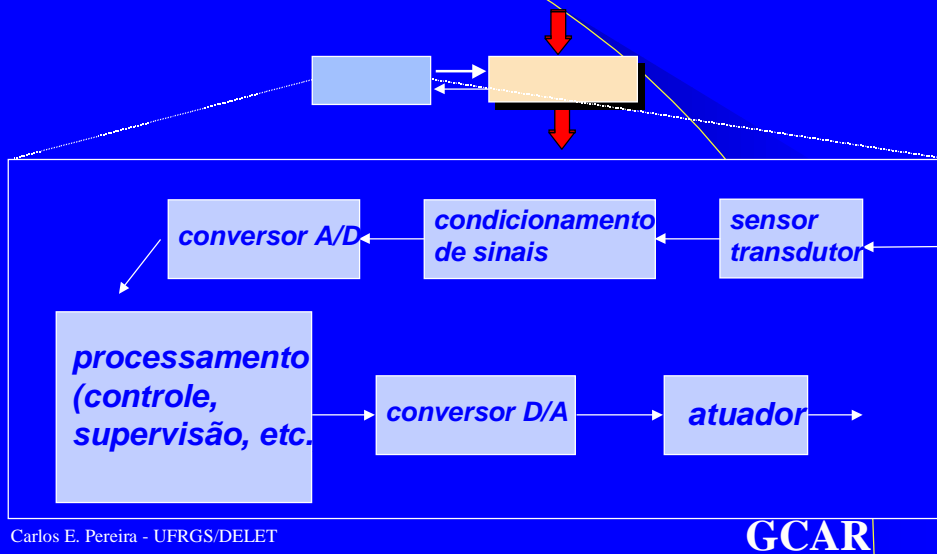 conversor A/D
condicionamento
de sinais
sensor
transdutor
processamento
(controle,
supervisão, etc.
conversor D/A
atuador
Carlos E. Pereira - UFRGS/DELET
GCAR